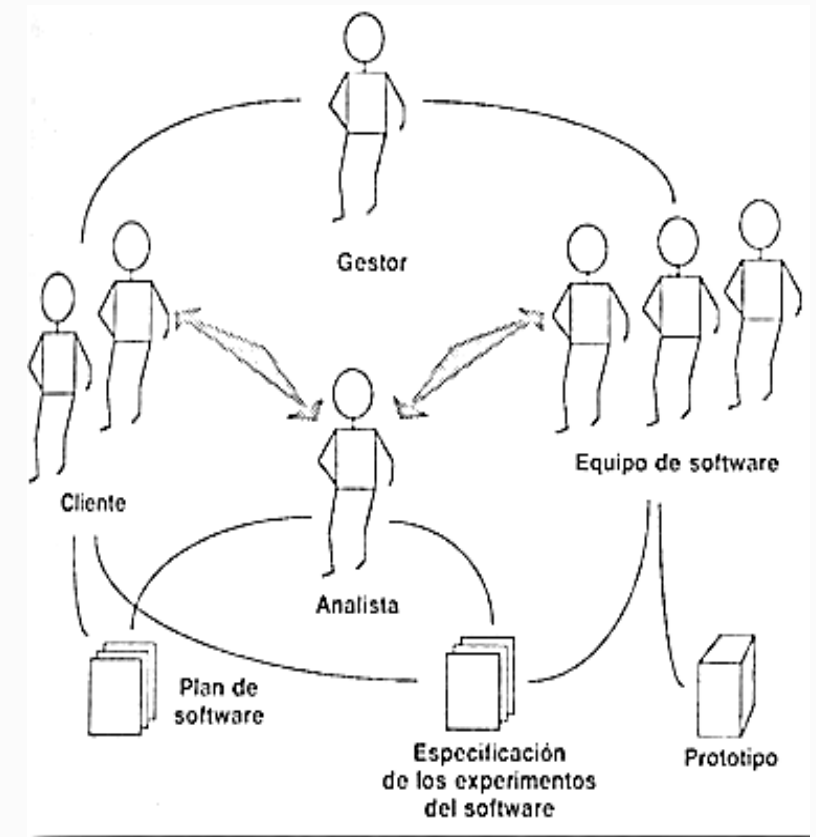 Gestor
Equipo de software
Cliente
Analista
Plan de
software
Especificación
de los experimentos
del software
Prototipo